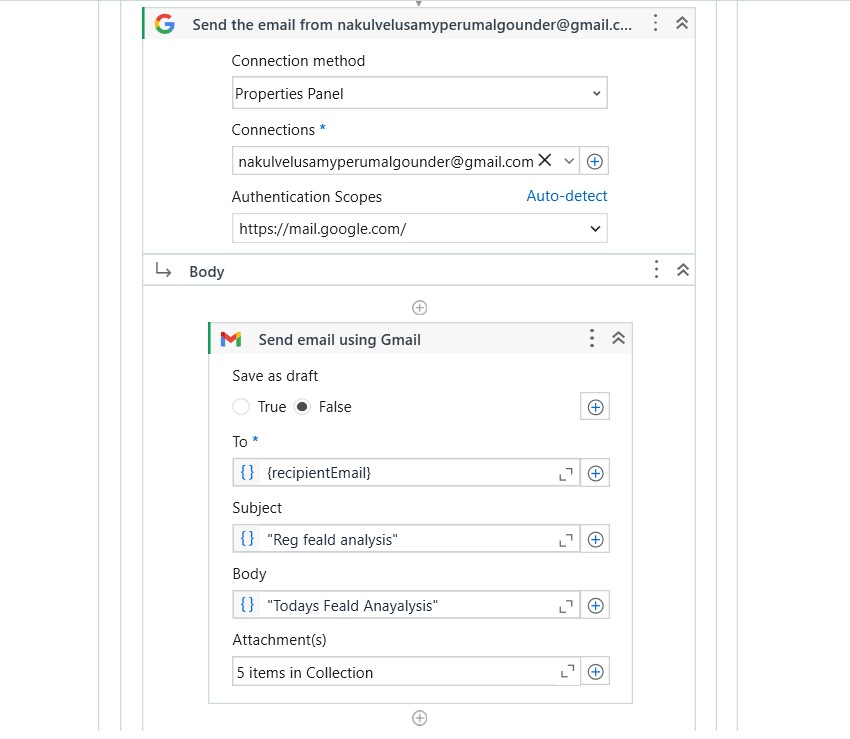 Send the email from nakulvelusamyperumalgounder@gmail.c...
Connection method
Properties Panel
Connections *
nakulvelusamyperumalgounder@gmail.com
Authentication Scopes Auto-detect
https://mail.google.com/
Body
Send email using Gmail
Save as draft
True False
To *
{} {recipientEmail}
Subject
{} "Reg feald analysis"
Body
{} "Todays Feald Anayalysis"
Attachment(s)
5 items in Collection